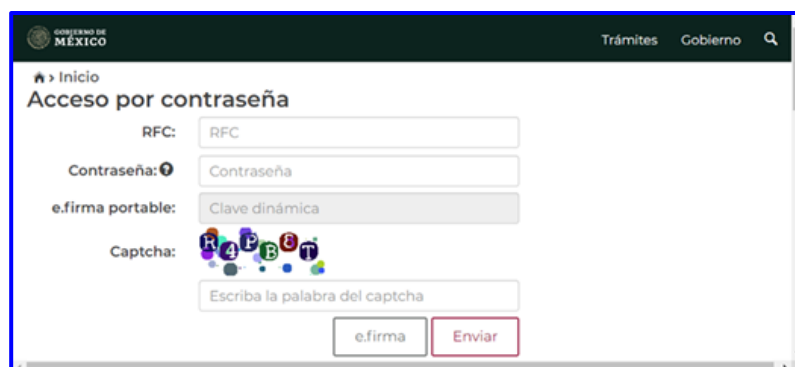 GOBIERNO DE
MÉXICO
Trámites Gobierno
Inicio
Acceso por contraseña
RFC: RFC
Contraseña: Contraseña
e.firma portable: Clave dinámica
Captcha: R4PBET
Escriba la palabra del captcha
e.firma Enviar